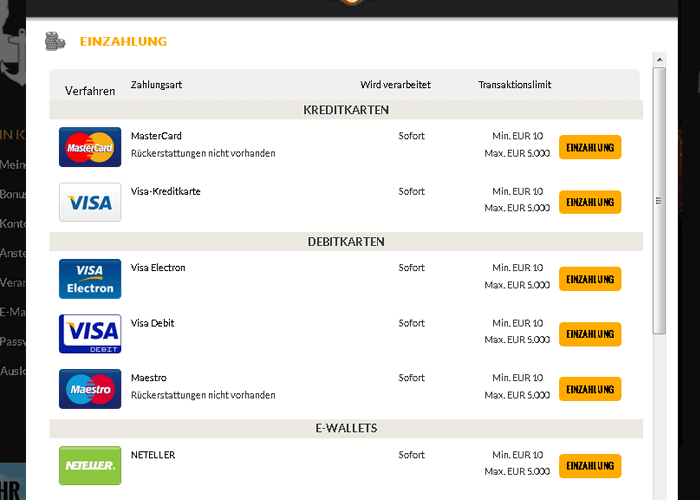 EINZAHLUNG
Verfahren Zahlungsart Wird verarbeitet Transaktionslimit
KREDITKARTEN
MasterCard MasterCard Sofort Min. EUR 10
Rückerstattungen nicht vorhanden Max. EUR 5.000 EINZAHLUNG
VISA Visa-Kreditkarte Sofort Min. EUR 10
Max. EUR 5.000 EINZAHLUNG
DEBITKARTEN
VISA Electron Visa Electron Sofort Min. EUR 10
Max. EUR 5.000 EINZAHLUNG
VISA DEBIT Visa Debit Sofort Min. EUR 10
Max. EUR 5.000 EINZAHLUNG
Maestro Maestro Sofort Min. EUR 10
Rückerstattungen nicht vorhanden Max. EUR 5.000 EINZAHLUNG
E-WALLETS
NETELLER. NETELLER Sofort Min. EUR 10
Max. EUR 5.000 EINZAHLUNG
IN K
Mein
Bonu
Kont
Anste
Verar
E-Ma
Passw
Auslo
HR